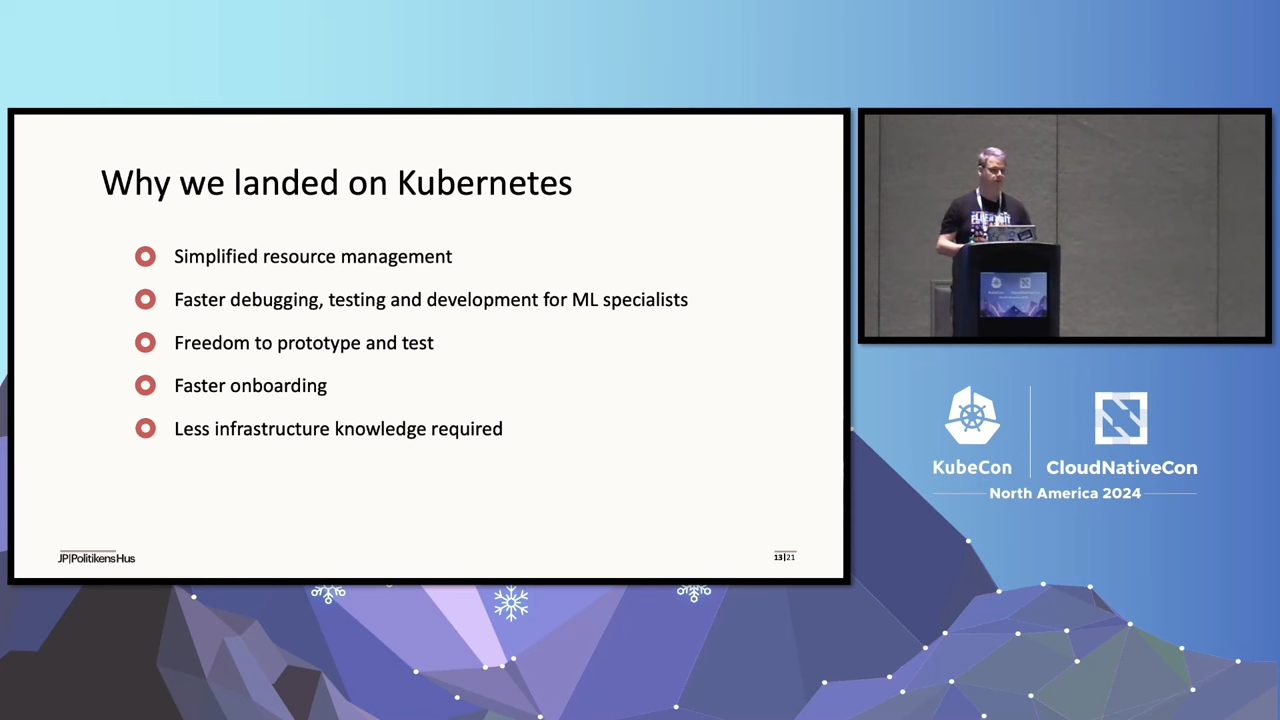 Why we landed on Kubernetes
Simplified resource management
Faster debugging, testing and development for ML specialists
Freedom to prototype and test
Faster onboarding
Less infrastructure knowledge required
JP|PolitikensHus
13|21
KubeCon
CloudNativeCon
North America 2024